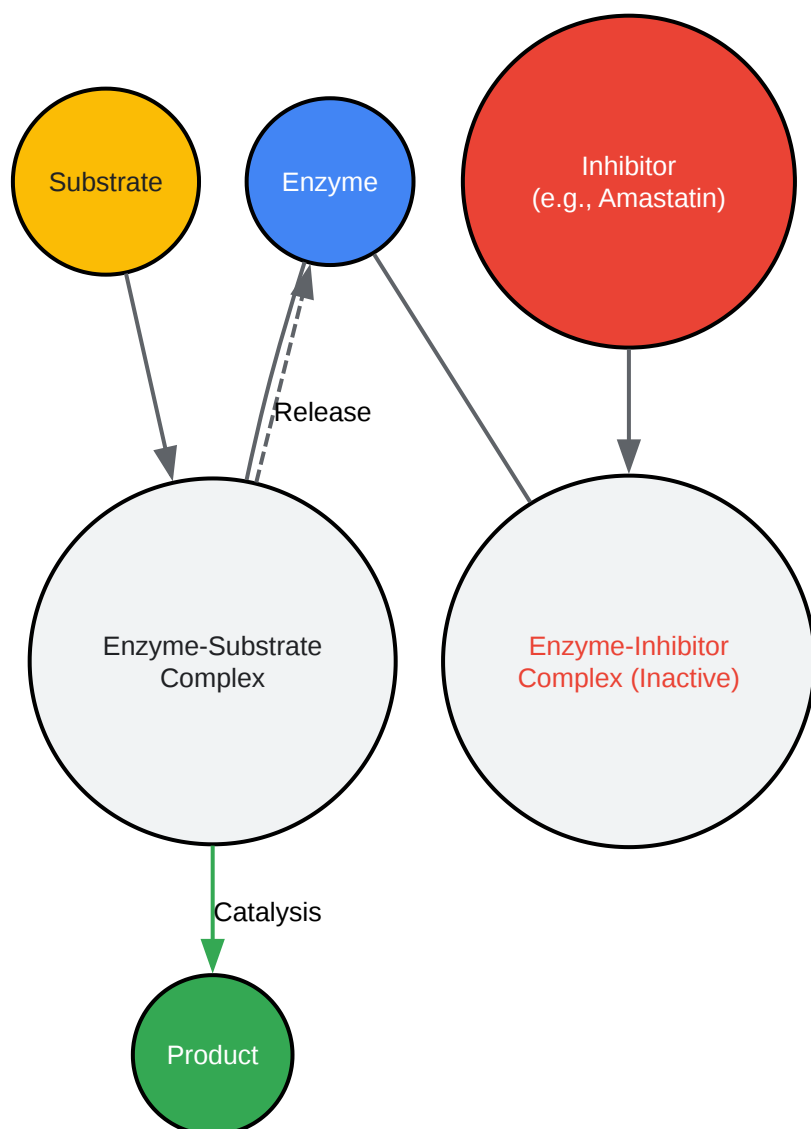 Substrate
Enzyme
Inhibitor
(e.g., Amastatin)
Release
Enzyme-Substrate
Complex
Enzyme-Inhibitor
Complex (Inactive)
Catalysis
Product